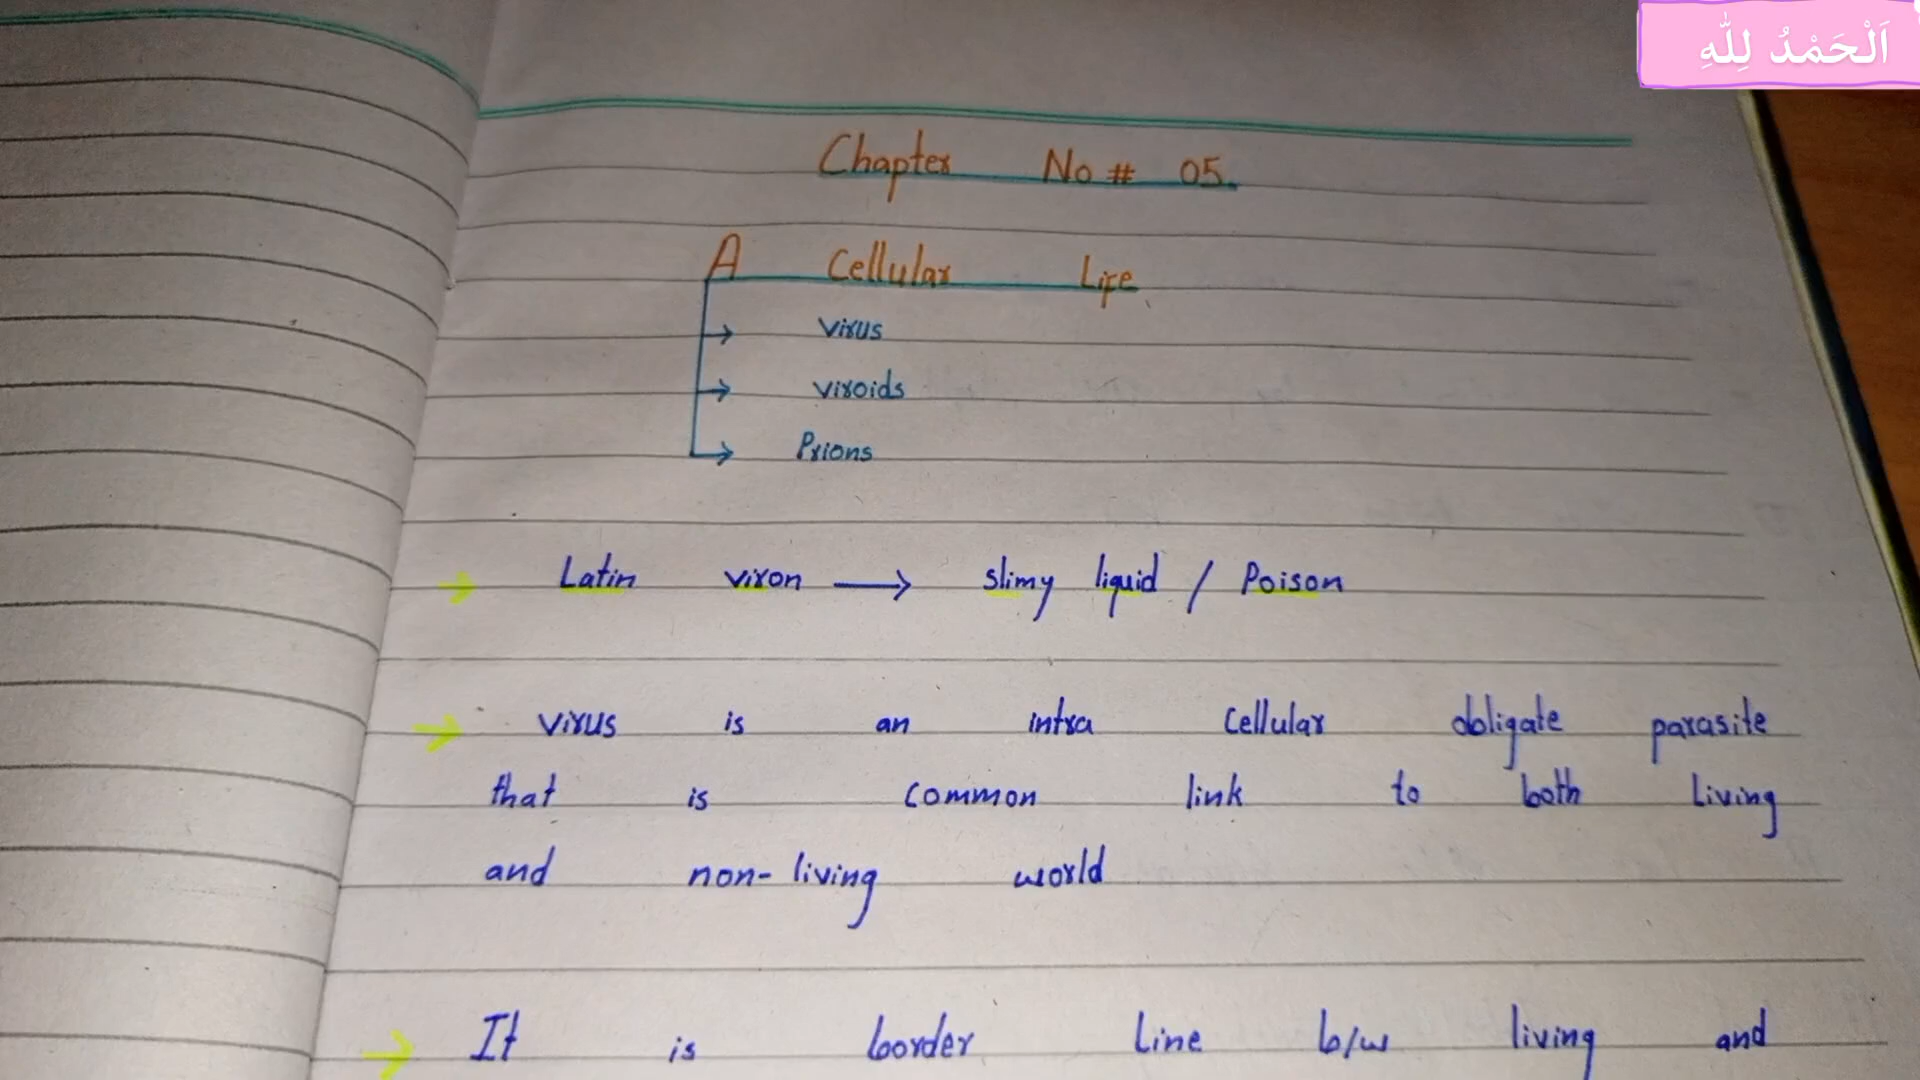 اَلْحَمْدُ لِلّٰهِ
Chapter No # 05.
A Cellular Life
virus
viroids
Prions
Latin viron → slimy liquid / Poison
virus is an intra Cellular obligate parasite
that is common link to both Living
and non-living world
It is border Line b/w living and